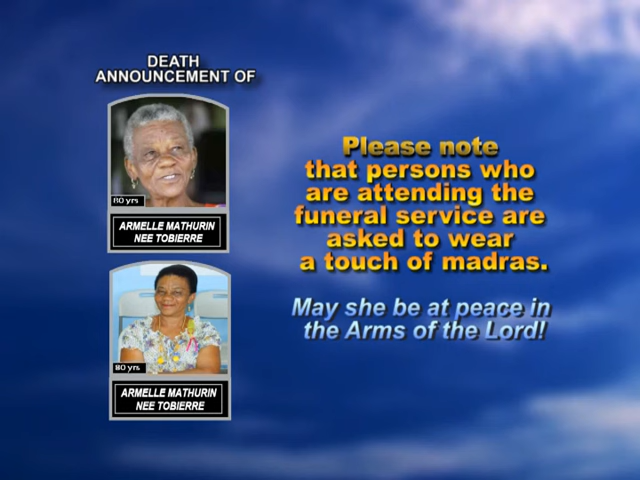 DEATH
ANNOUNCEMENT OF
80 yrs
ARMELLE MATHURIN
NEE TOBIERRE
80 yrs
ARMELLE MATHURIN
NEE TOBIERRE
Please note
that persons who
are attending the
funeral service are
asked to wear
a touch of madras.
May she be at peace in
the Arms of the Lord!